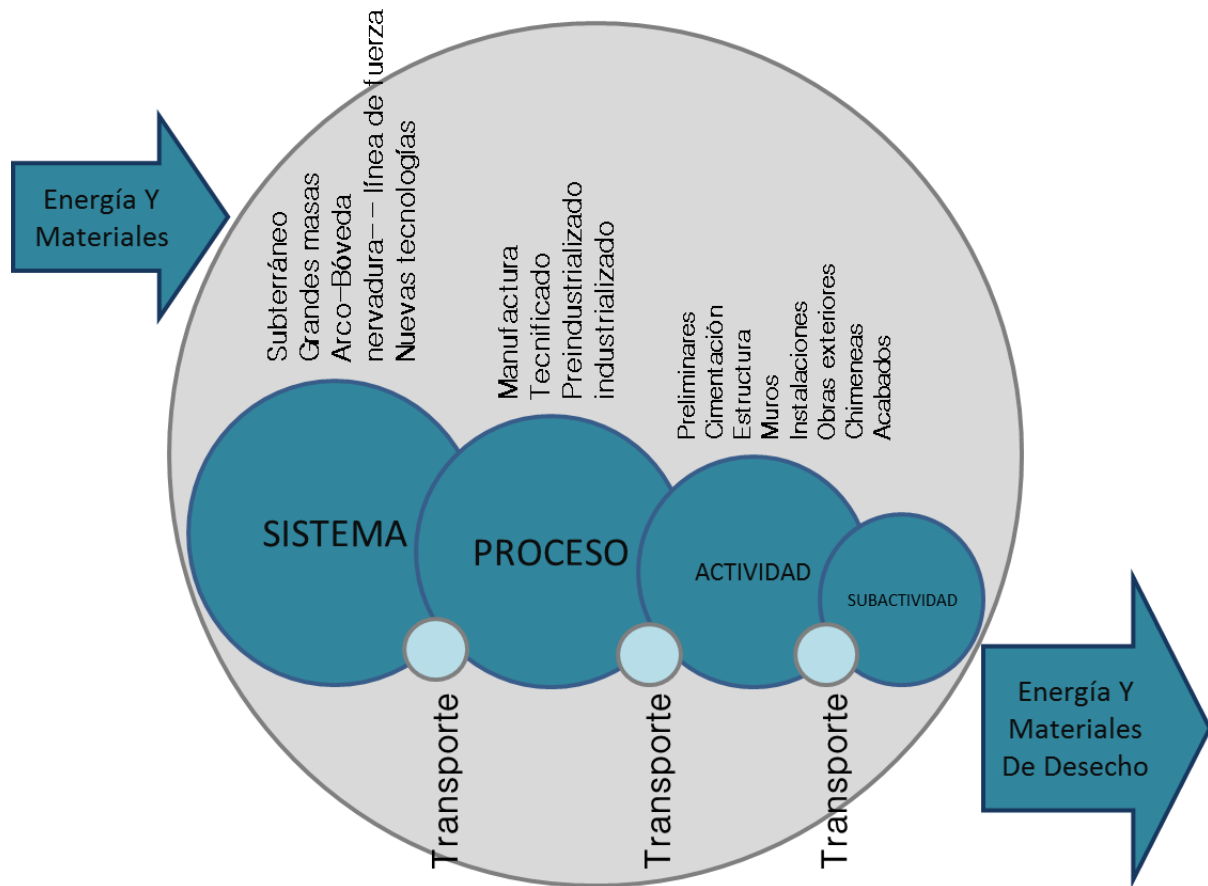 Energía Y
Materiales
Subterráneo
Grandes masas
Arco-Bóveda
nervadura-- línea de fuerza
Nuevas tecnologías
Manufactura
Tecnificado
Preindustrializado
industrializado
Preliminares
Cimentación
Estructura
Muros
Instalaciones
Obras exteriores
Chimeneas
Acabados
SISTEMA
PROCESO
ACTIVIDAD
SUBACTIVIDAD
Transporte
Transporte
Transporte
Energía Y
Materiales
De Desecho